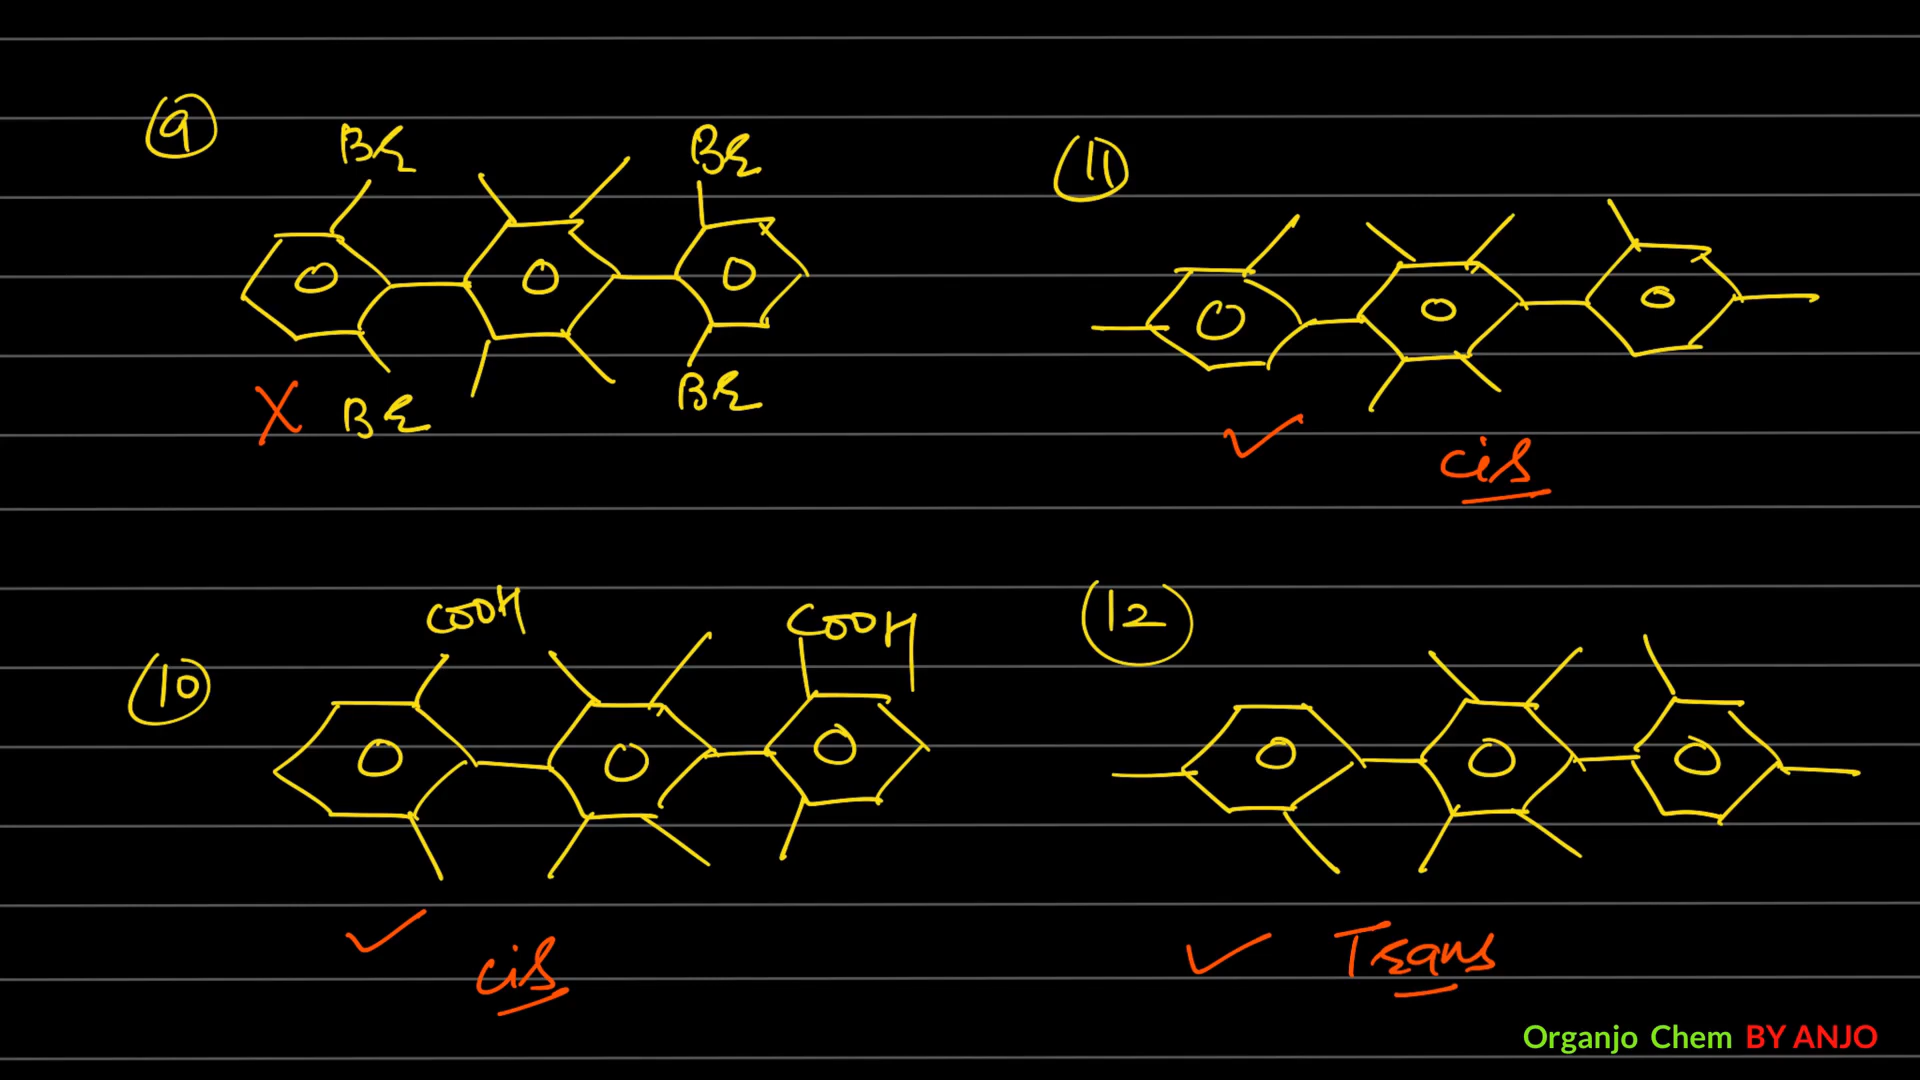 9
Br
Br
Br
Br
X
11
✓
cis
10
COOH
COOH
✓
cis
12
✓
Trans
Organjo Chem BY ANJO